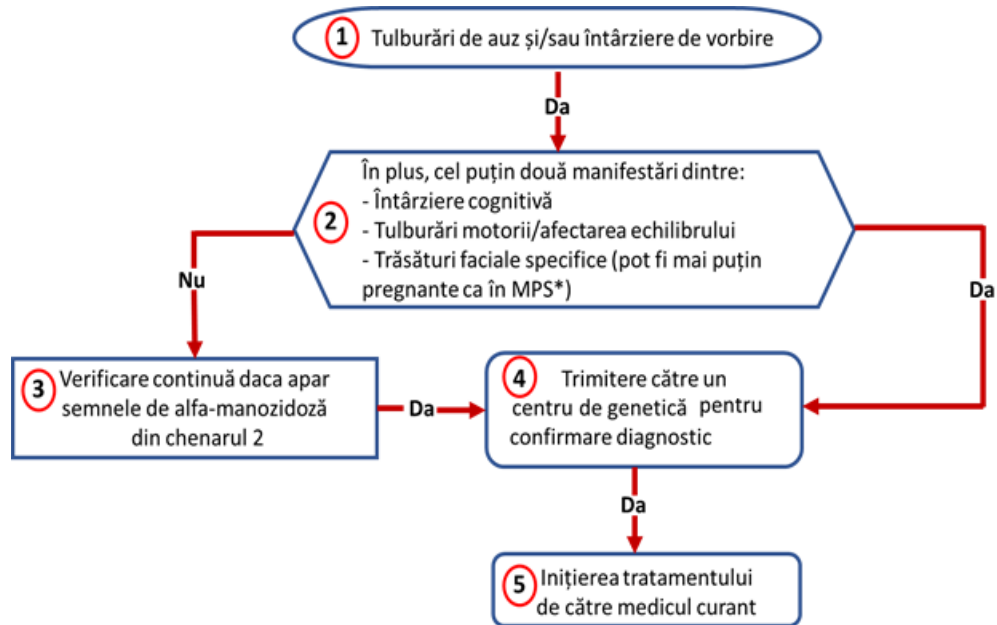 1 Tulburări de auz și/sau întârziere de vorbire
Da
În plus, cel puțin două manifestări dintre:
- Întârziere cognitivă
2 - Tulburări motorii/afectarea echilibrului
- Trăsături faciale specifice (pot fi mai puțin
pregnante ca în MPS*)
Nu
Da
3 Verificare continuă daca apar
semnele de alfa-manozidoză
din chenarul 2
Da
4 Trimitere către un
centru de genetică pentru
confirmare diagnostic
Da
5 Inițierea tratamentului
de către medicul curant